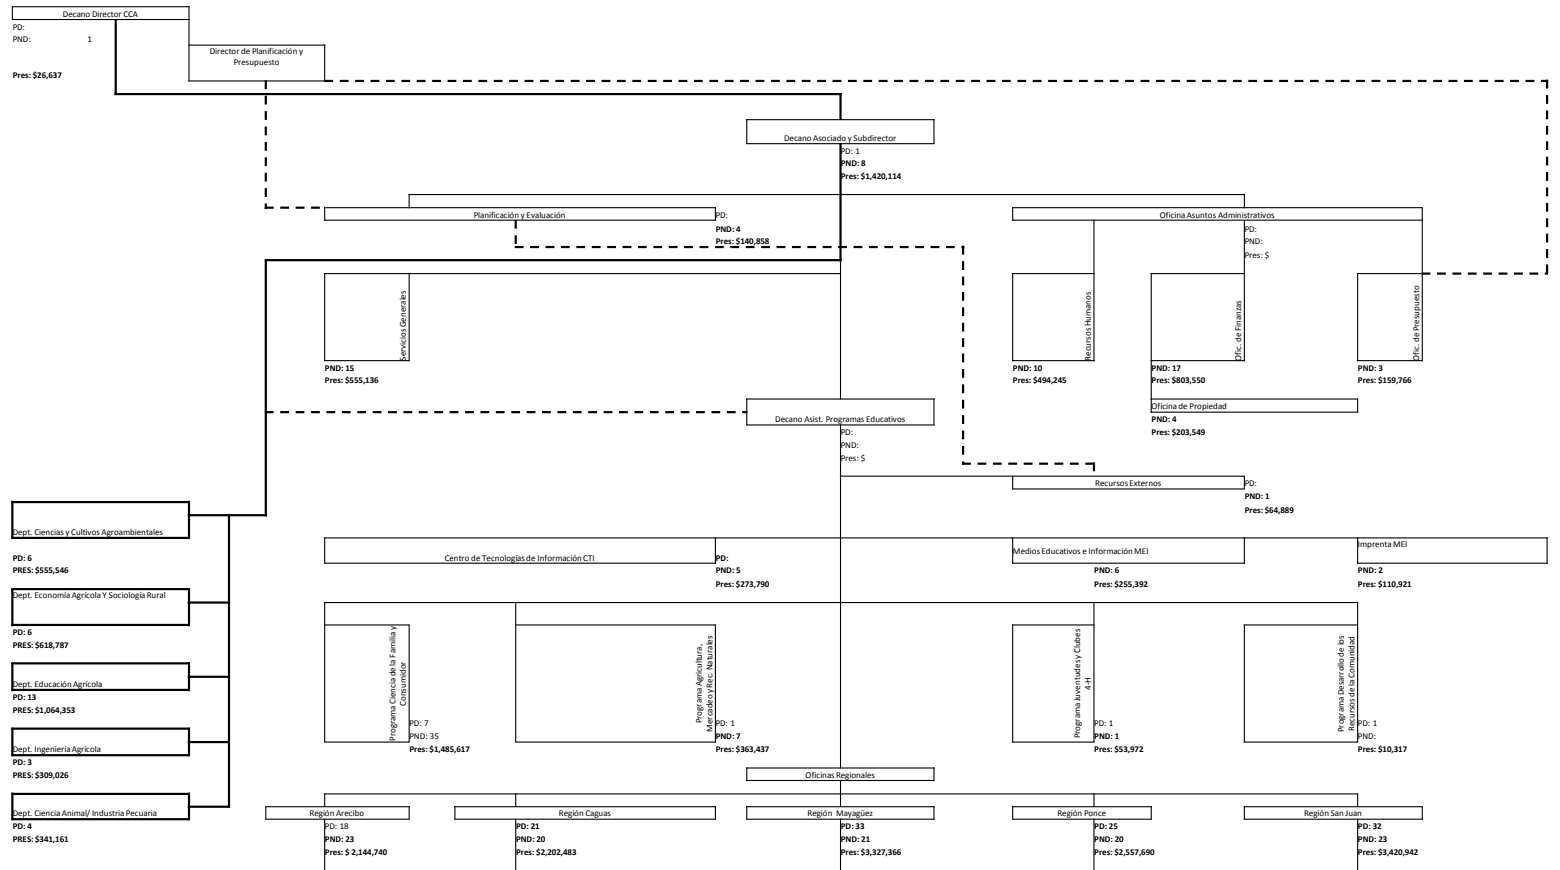 Decano Director CCA
PD:
PND: 1
Pres: $26,637
Director de Planificación y
Presupuesto
Decano Asociado y Subdirector
PD: 1
PND: 8
Pres: $1,420,114
Planificación y Evaluación
PD:
PND: 4
Pres: $140,858
Oficina Asuntos Administrativos
PD:
PND:
Pres: $
Servicios Generales
PND: 15
Pres: $555,136
Recursos Humanos
PND: 10
Pres: $494,245
Ofic. de Finanzas
PND: 17
Pres: $803,550
Ofic. de Presupuesto
PND: 3
Pres: $159,766
Oficina de Propiedad
PND: 4
Pres: $203,549
Decano Asist. Programas Educativos
PD:
PND:
Pres: $
Recursos Externos
PD:
PND: 1
Pres: $64,889
Dept. Ciencias y Cultivos Agroambientales
PD: 6
PRES: $555,546
Dept. Economía Agrícola Y Sociología Rural
PD: 6
PRES: $618,787
Dept. Educación Agrícola
PD: 13
PRES: $1,064,353
Dept. Ingeniería Agrícola
PD: 3
PRES: $309,026
Dept. Ciencia Animal/ Industria Pecuaria
PD: 4
PRES: $341,161
Centro de Tecnologías de Información CTI
PD:
PND: 5
Pres: $273,790
Medios Educativos e Información MEI
PND: 6
Pres: $255,392
Imprenta MEI
PND: 2
Pres: $110,921
Programa Ciencia de la Familia y
Consumidor
PD: 7
PND: 35
Pres: $1,485,617
Programa Agricultura,
Mercadeo y Rec. Naturales
PD: 1
PND: 7
Pres: $363,437
Programa Juventudes y Clubes
4-H
PD: 1
PND: 1
Pres: $53,972
Programa Desarrollo de los
Recursos de la Comunidad
PD: 1
PND:
Pres: $10,317
Oficinas Regionales
Región Arecibo
PD: 18
PND: 23
Pres: $ 2,144,740
Región Caguas
PD: 21
PND: 20
Pres: $2,202,483
Región Mayagüez
PD: 33
PND: 21
Pres: $3,327,366
Región Ponce
PD: 25
PND: 20
Pres: $2,557,690
Región San Juan
PD: 32
PND: 23
Pres: $3,420,942